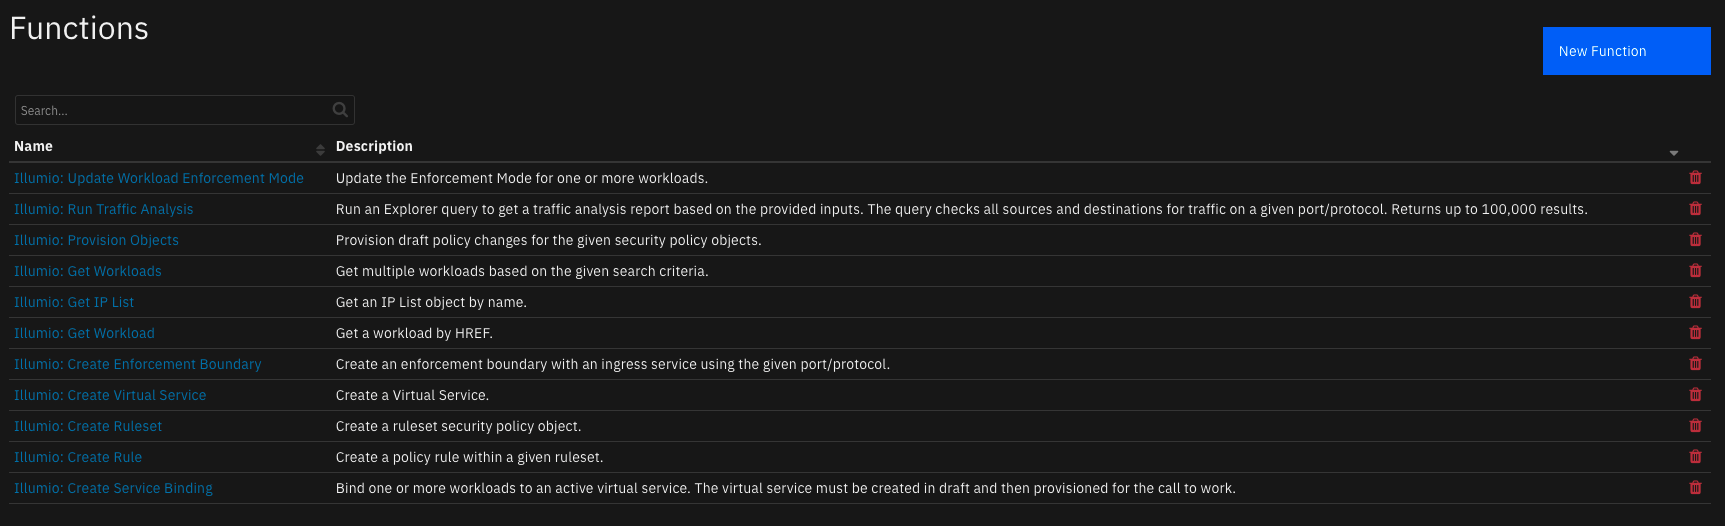 Functions
New Function
Search...
Name Description
Illumio: Update Workload Enforcement Mode Update the Enforcement Mode for one or more workloads.
Illumio: Run Traffic Analysis Run an Explorer query to get a traffic analysis report based on the provided inputs. The query checks all sources and destinations for traffic on a given port/protocol. Returns up to 100,000 results.
Illumio: Provision Objects Provision draft policy changes for the given security policy objects.
Illumio: Get Workloads Get multiple workloads based on the given search criteria.
Illumio: Get IP List Get an IP List object by name.
Illumio: Get Workload Get a workload by HREF.
Illumio: Create Enforcement Boundary Create an enforcement boundary with an ingress service using the given port/protocol.
Illumio: Create Virtual Service Create a Virtual Service.
Illumio: Create Ruleset Create a ruleset security policy object.
Illumio: Create Rule Create a policy rule within a given ruleset.
Illumio: Create Service Binding Bind one or more workloads to an active virtual service. The virtual service must be created in draft and then provisioned for the call to work.